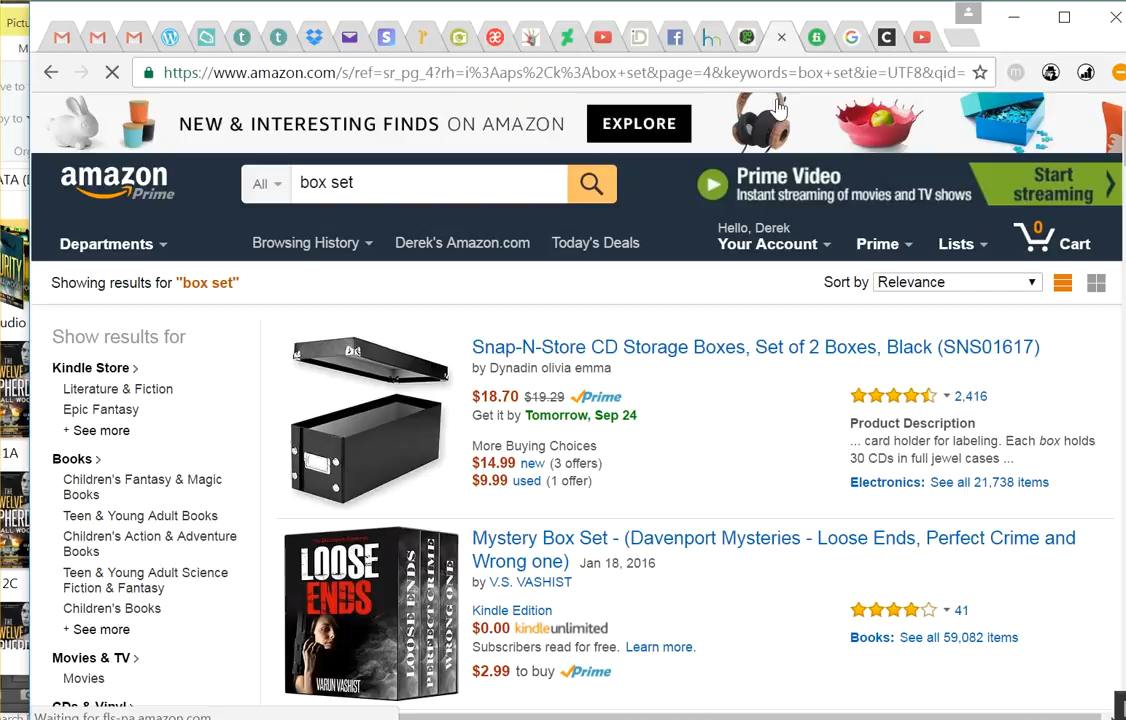 Pictu
https://www.amazon.com/s/ref=sr_pg_4?rh=i%3Aaps%2Ck%3Abox+set&page=4&keywords=box+set&ie=UTF8&qid=
NEW & INTERESTING FINDS ON AMAZON EXPLORE
amazon Prime
All box set
Prime Video
Instant streaming of movies and TV shows
Start streaming
Departments Browsing History Derek's Amazon.com Today's Deals
Hello, Derek
Your Account Prime Lists 0 Cart
Showing results for "box set"
Sort by Relevance
Show results for
Kindle Store
Literature & Fiction
Epic Fantasy
+ See more
Books
Children's Fantasy & Magic
Books
Teen & Young Adult Books
Children's Action & Adventure
Books
Teen & Young Adult Science
Fiction & Fantasy
Children's Books
+ See more
Movies & TV
Movies
CDs & Vinyl
Snap-N-Store CD Storage Boxes, Set of 2 Boxes, Black (SNS01617)
by Dynadin olivia emma
$18.70 $19.29 Prime
Get it by Tomorrow, Sep 24
More Buying Choices
$14.99 new (3 offers)
$9.99 used (1 offer)
2,416
Product Description
... card holder for labeling. Each box holds
30 CDs in full jewel cases ...
Electronics: See all 21,738 items
LOOSE
ENDS
LOOSE ENDS
PERFECT CRIME
WRONG ONE
VARUN VASHIST
Mystery Box Set - (Davenport Mysteries - Loose Ends, Perfect Crime and
Wrong one) Jan 18, 2016
by V.S. VASHIST
Kindle Edition
$0.00 kindleunlimited
Subscribers read for free. Learn more.
$2.99 to buy Prime
41
Books: See all 59,082 items
Waiting for fls-na.amazon.com